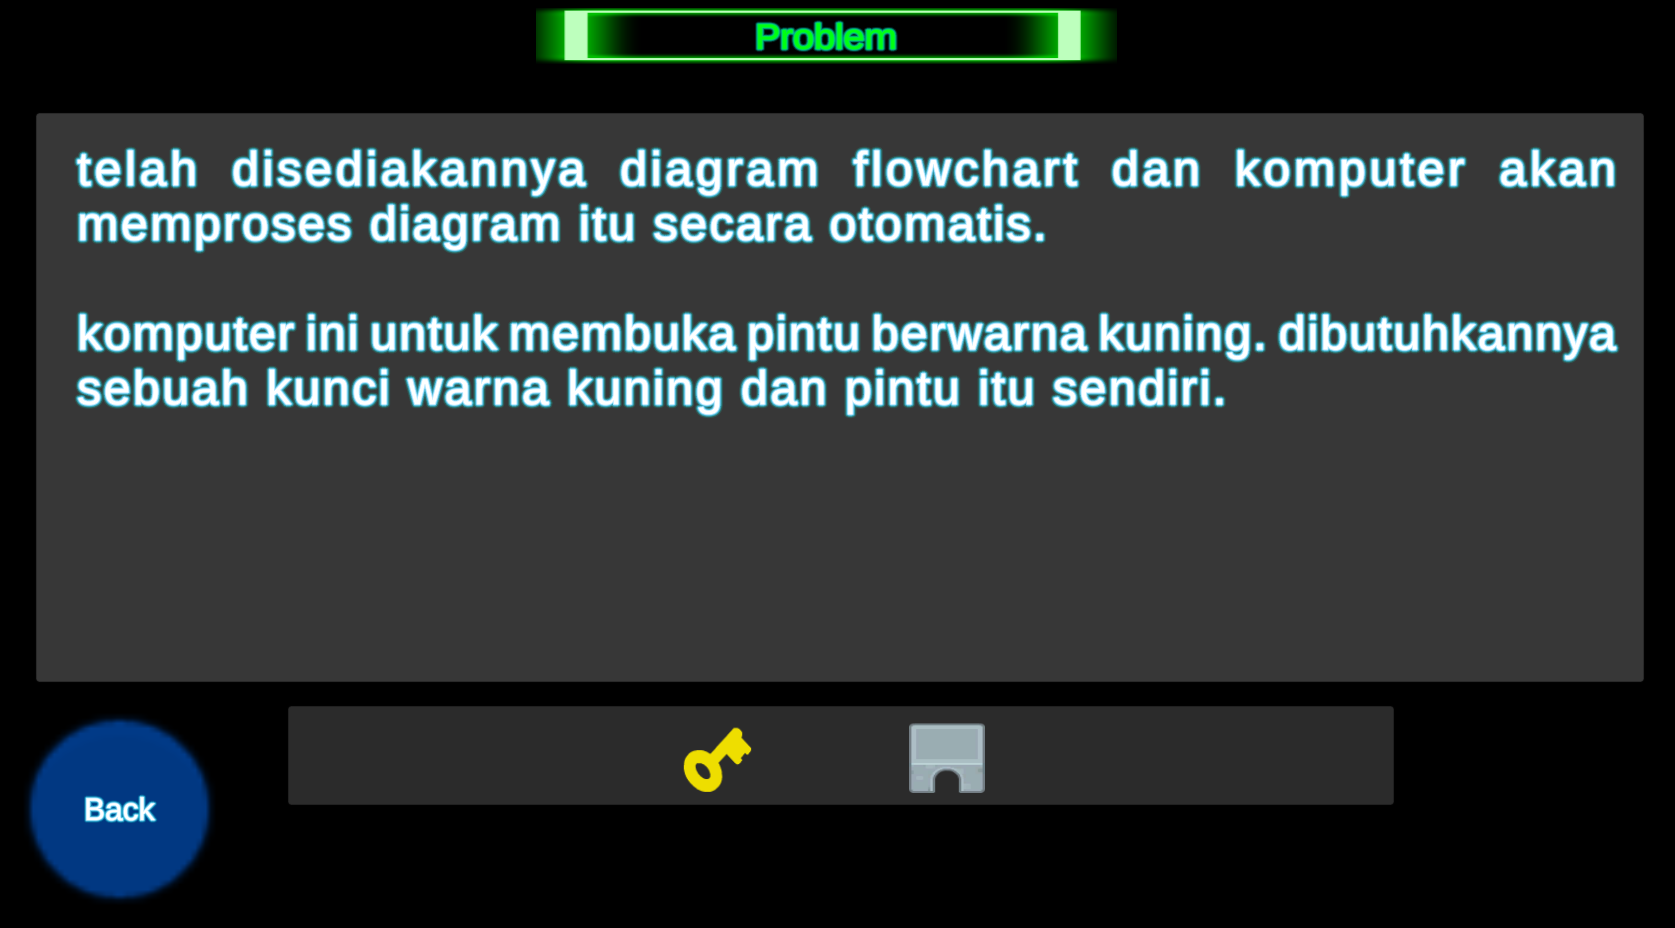 Problem
telah disediakannya diagram flowchart dan komputer akan
memproses diagram itu secara otomatis.
komputer ini untuk membuka pintu berwarna kuning. dibutuhkannya
sebuah kunci warna kuning dan pintu itu sendiri.
Back